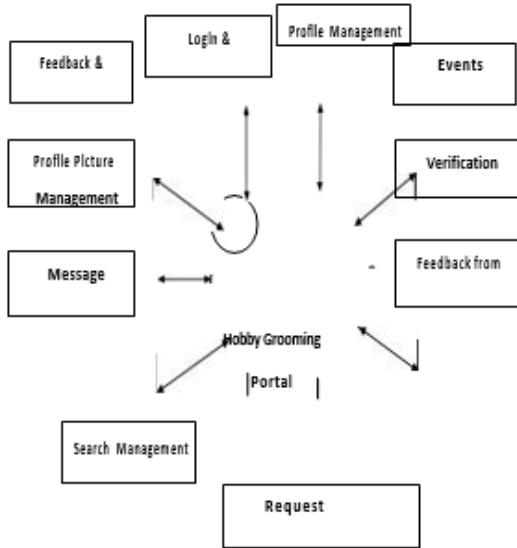 LogIn &
Profile Management
Feedback &
Events
Profile Picture
Management
Verification
Message
Feedback from
Hobby Grooming
Portal
Search Management
Request